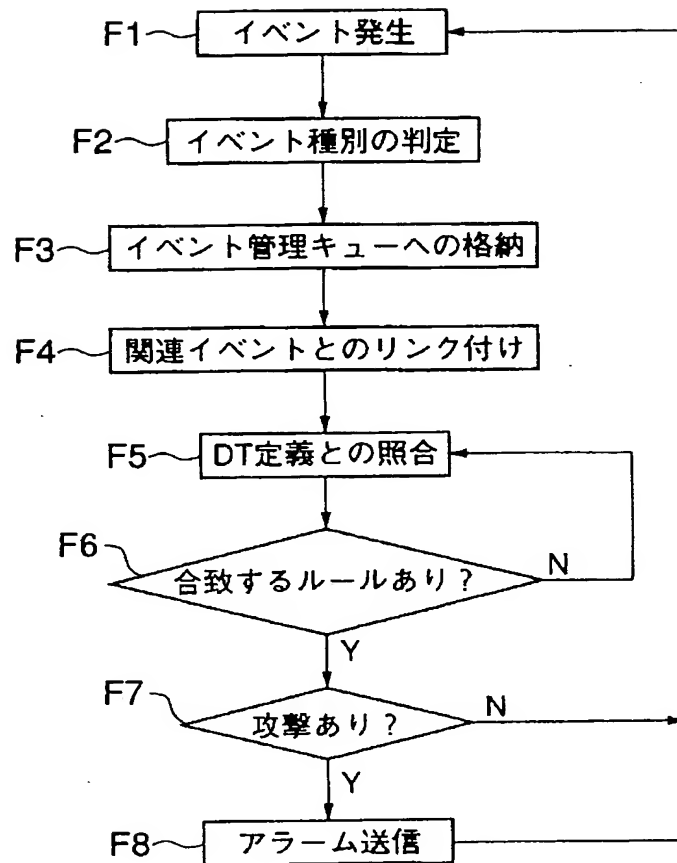 F1 イベント発生
F2 イベント種別の判定
F3 イベント管理キューへの格納
F4 関連イベントとのリンク付け
F5 DT定義との照合
F6 合致するルールあり？ N
Y
F7 攻撃あり？ N
Y
F8 アラーム送信